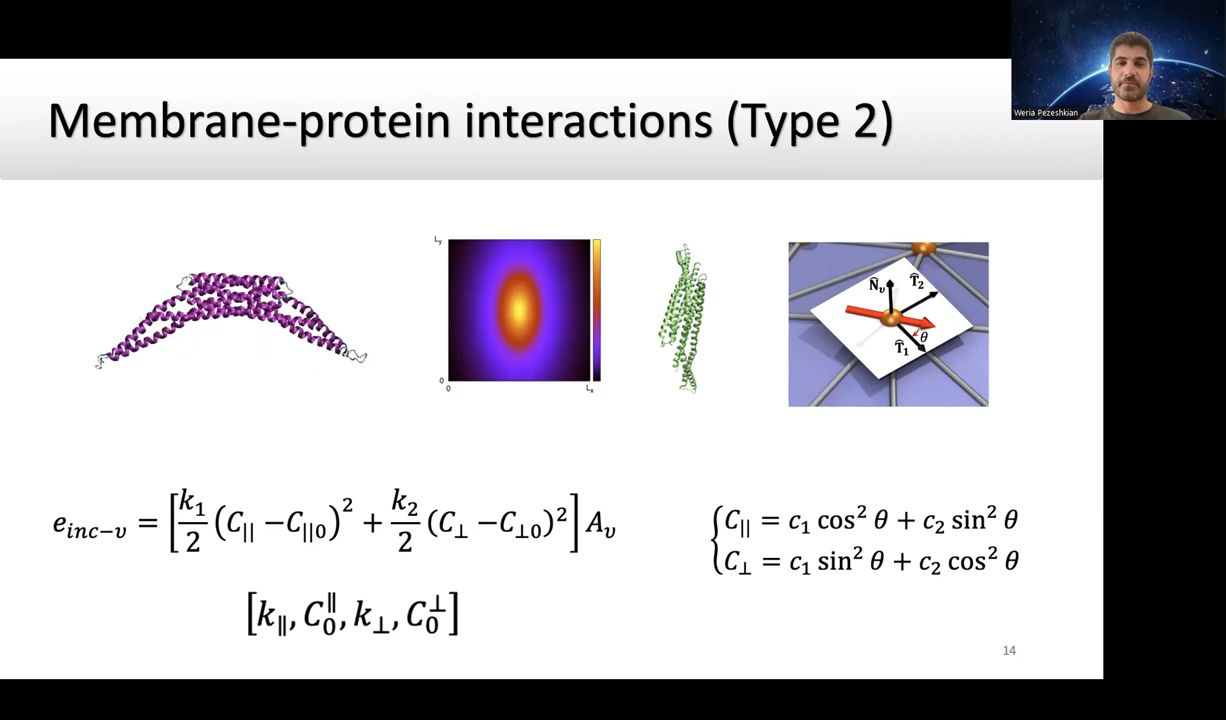 Weria Pezeshkian
Membrane-protein interactions (Type 2)
L_y
0
0
L_x
N̂_υ
T̂_2
θ
T̂_1
e_{inc−υ} = [k_1/2 (C_{||} −C_{||0})^2 + k_2/2 (C_⊥ −C_{⊥0})^2] A_υ
{C_{||} = c_1 cos^2 θ + c_2 sin^2 θ
C_⊥ = c_1 sin^2 θ + c_2 cos^2 θ
[k_∥, C_0^∥, k_⊥, C_0^⊥]
14